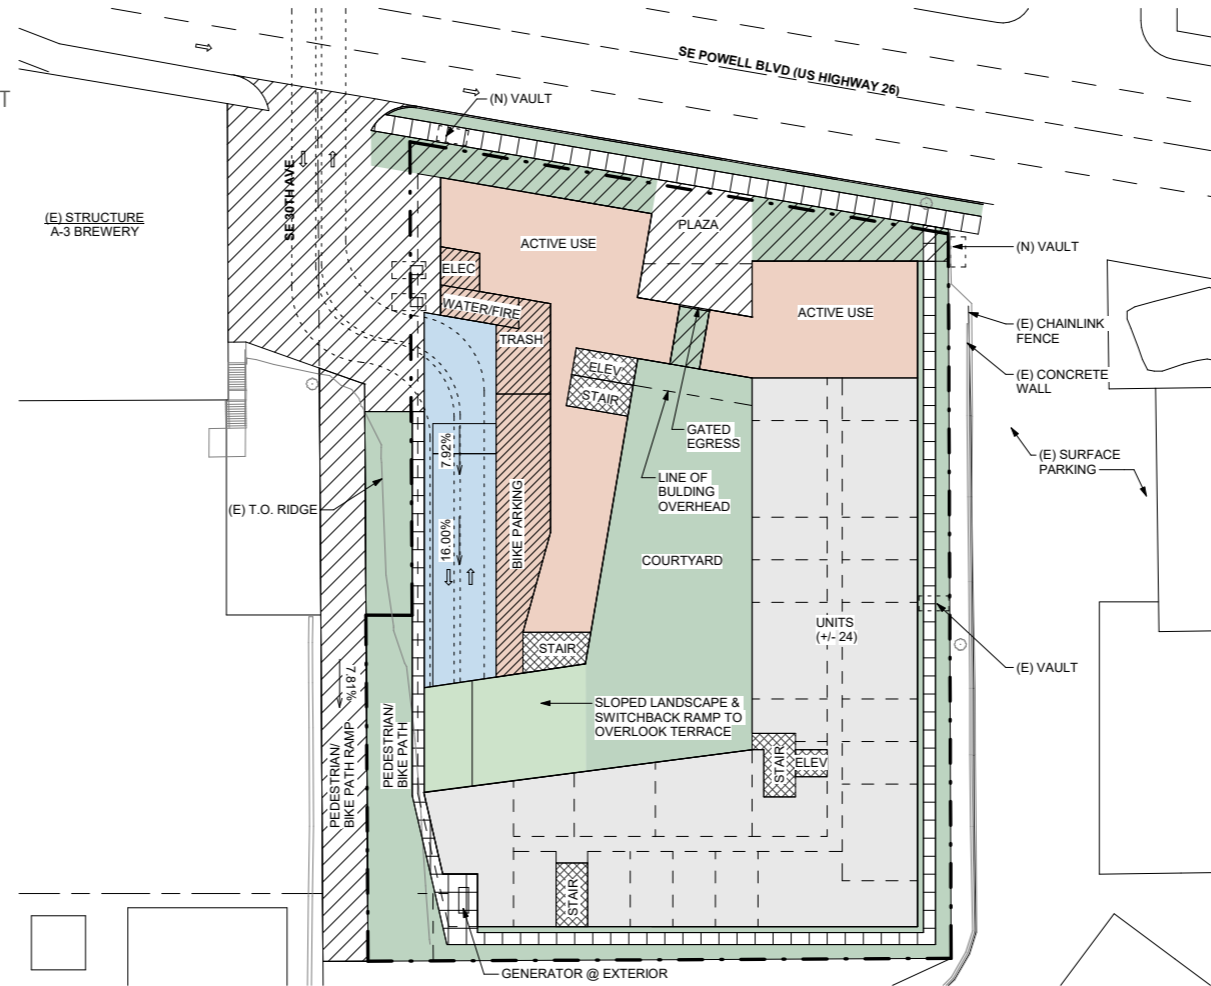 SE POWELL BLVD (US HIGHWAY 26)
T
(N) VAULT
SE 30TH AVE
(E) STRUCTURE
A-3 BREWERY
PLAZA
ACTIVE USE
(N) VAULT
ELEC
WATER/FIRE
TRASH
ACTIVE USE
(E) CHAINLINK
FENCE
ELEV
STAIR
(E) CONCRETE
WALL
GATED
EGRESS
7.92%
(E) SURFACE
PARKING
LINE OF
BULDING
OVERHEAD
(E) T.O. RIDGE
16.00%
BIKE PARKING
COURTYARD
UNITS
(+/- 24)
STAIR
(E) VAULT
7.81%
PEDESTRIAN/
BIKE PATH RAMP
PEDESTRIAN/
BIKE PATH
SLOPED LANDSCAPE &
SWITCHBACK RAMP TO
OVERLOOK TERRACE
STAIR
ELEV
STAIR
GENERATOR @ EXTERIOR